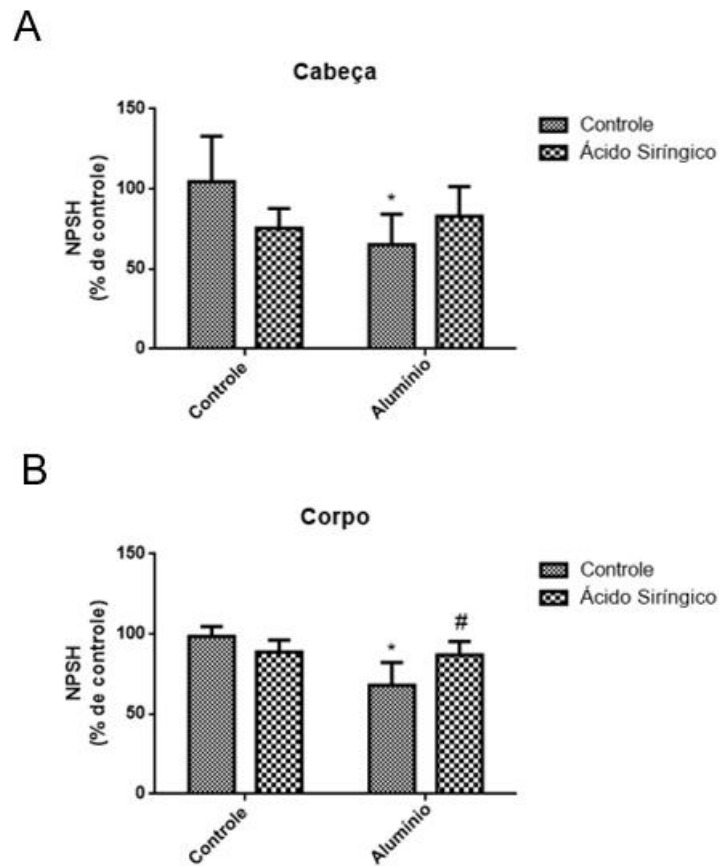 A
Cabeça
NPSH
(% de controle)
150
100
50
0
*
Controle
Alumínio
Controle
Ácido Siríngico
B
Corpo
NPSH
(% de controle)
150
100
50
0
*
#
Controle
Alumínio
Controle
Ácido Siríngico